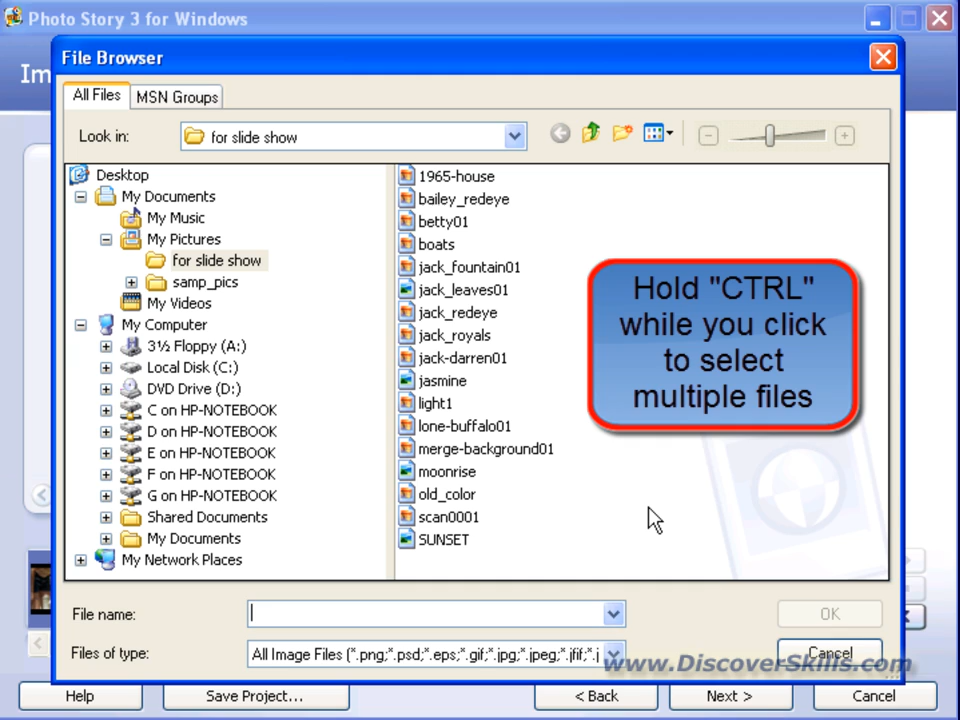 Photo Story 3 for Windows
Im
File Browser
All Files
MSN Groups
Look in:
for slide show
Desktop
My Documents
My Music
My Pictures
for slide show
samp_pics
My Videos
My Computer
3½ Floppy (A:)
Local Disk (C:)
DVD Drive (D:)
C on HP-NOTEBOOK
D on HP-NOTEBOOK
E on HP-NOTEBOOK
F on HP-NOTEBOOK
G on HP-NOTEBOOK
Shared Documents
My Documents
My Network Places
1965-house
bailey_redeye
betty01
boats
jack_fountain01
jack_leaves01
jack_redeye
jack_royals
jack-darren01
jasmine
light1
lone-buffalo01
merge-background01
moonrise
old_color
scan0001
SUNSET
Hold "CTRL"
while you click
to select
multiple files
File name:
OK
Files of type:
All Image Files (*.png;*.psd;*.eps;*.gif;*.jpg;*.jpeg;*.jfif;*.j
Cancel
www.DiscoverSkills.com
Help
Save Project...
< Back
Next >
Cancel